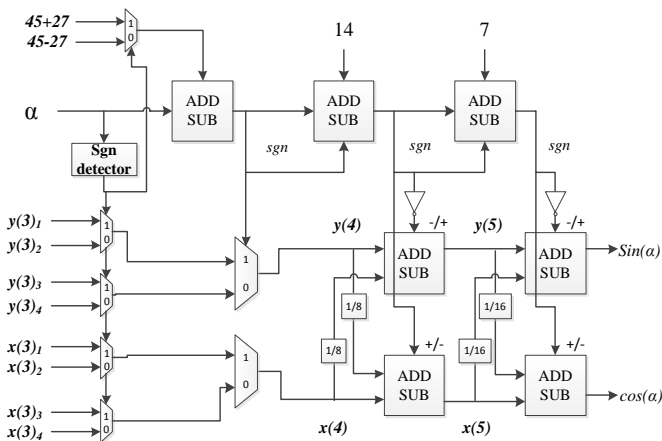 45+27
1
45-27
0
14
7
α
ADD
SUB
ADD
SUB
ADD
SUB
Sgn
detector
sgn
sgn
sgn
y(3)1
1
y(3)2
0
y(4)
-/+
y(5)
-/+
1
0
ADD
SUB
ADD
SUB
Sin(α)
y(3)3
1
y(3)4
0
1/8
1/16
x(3)1
1
x(3)2
0
1
0
1/8
+/-
1/16
+/-
ADD
SUB
ADD
SUB
cos(α)
x(3)3
1
x(3)4
0
x(4)
x(5)